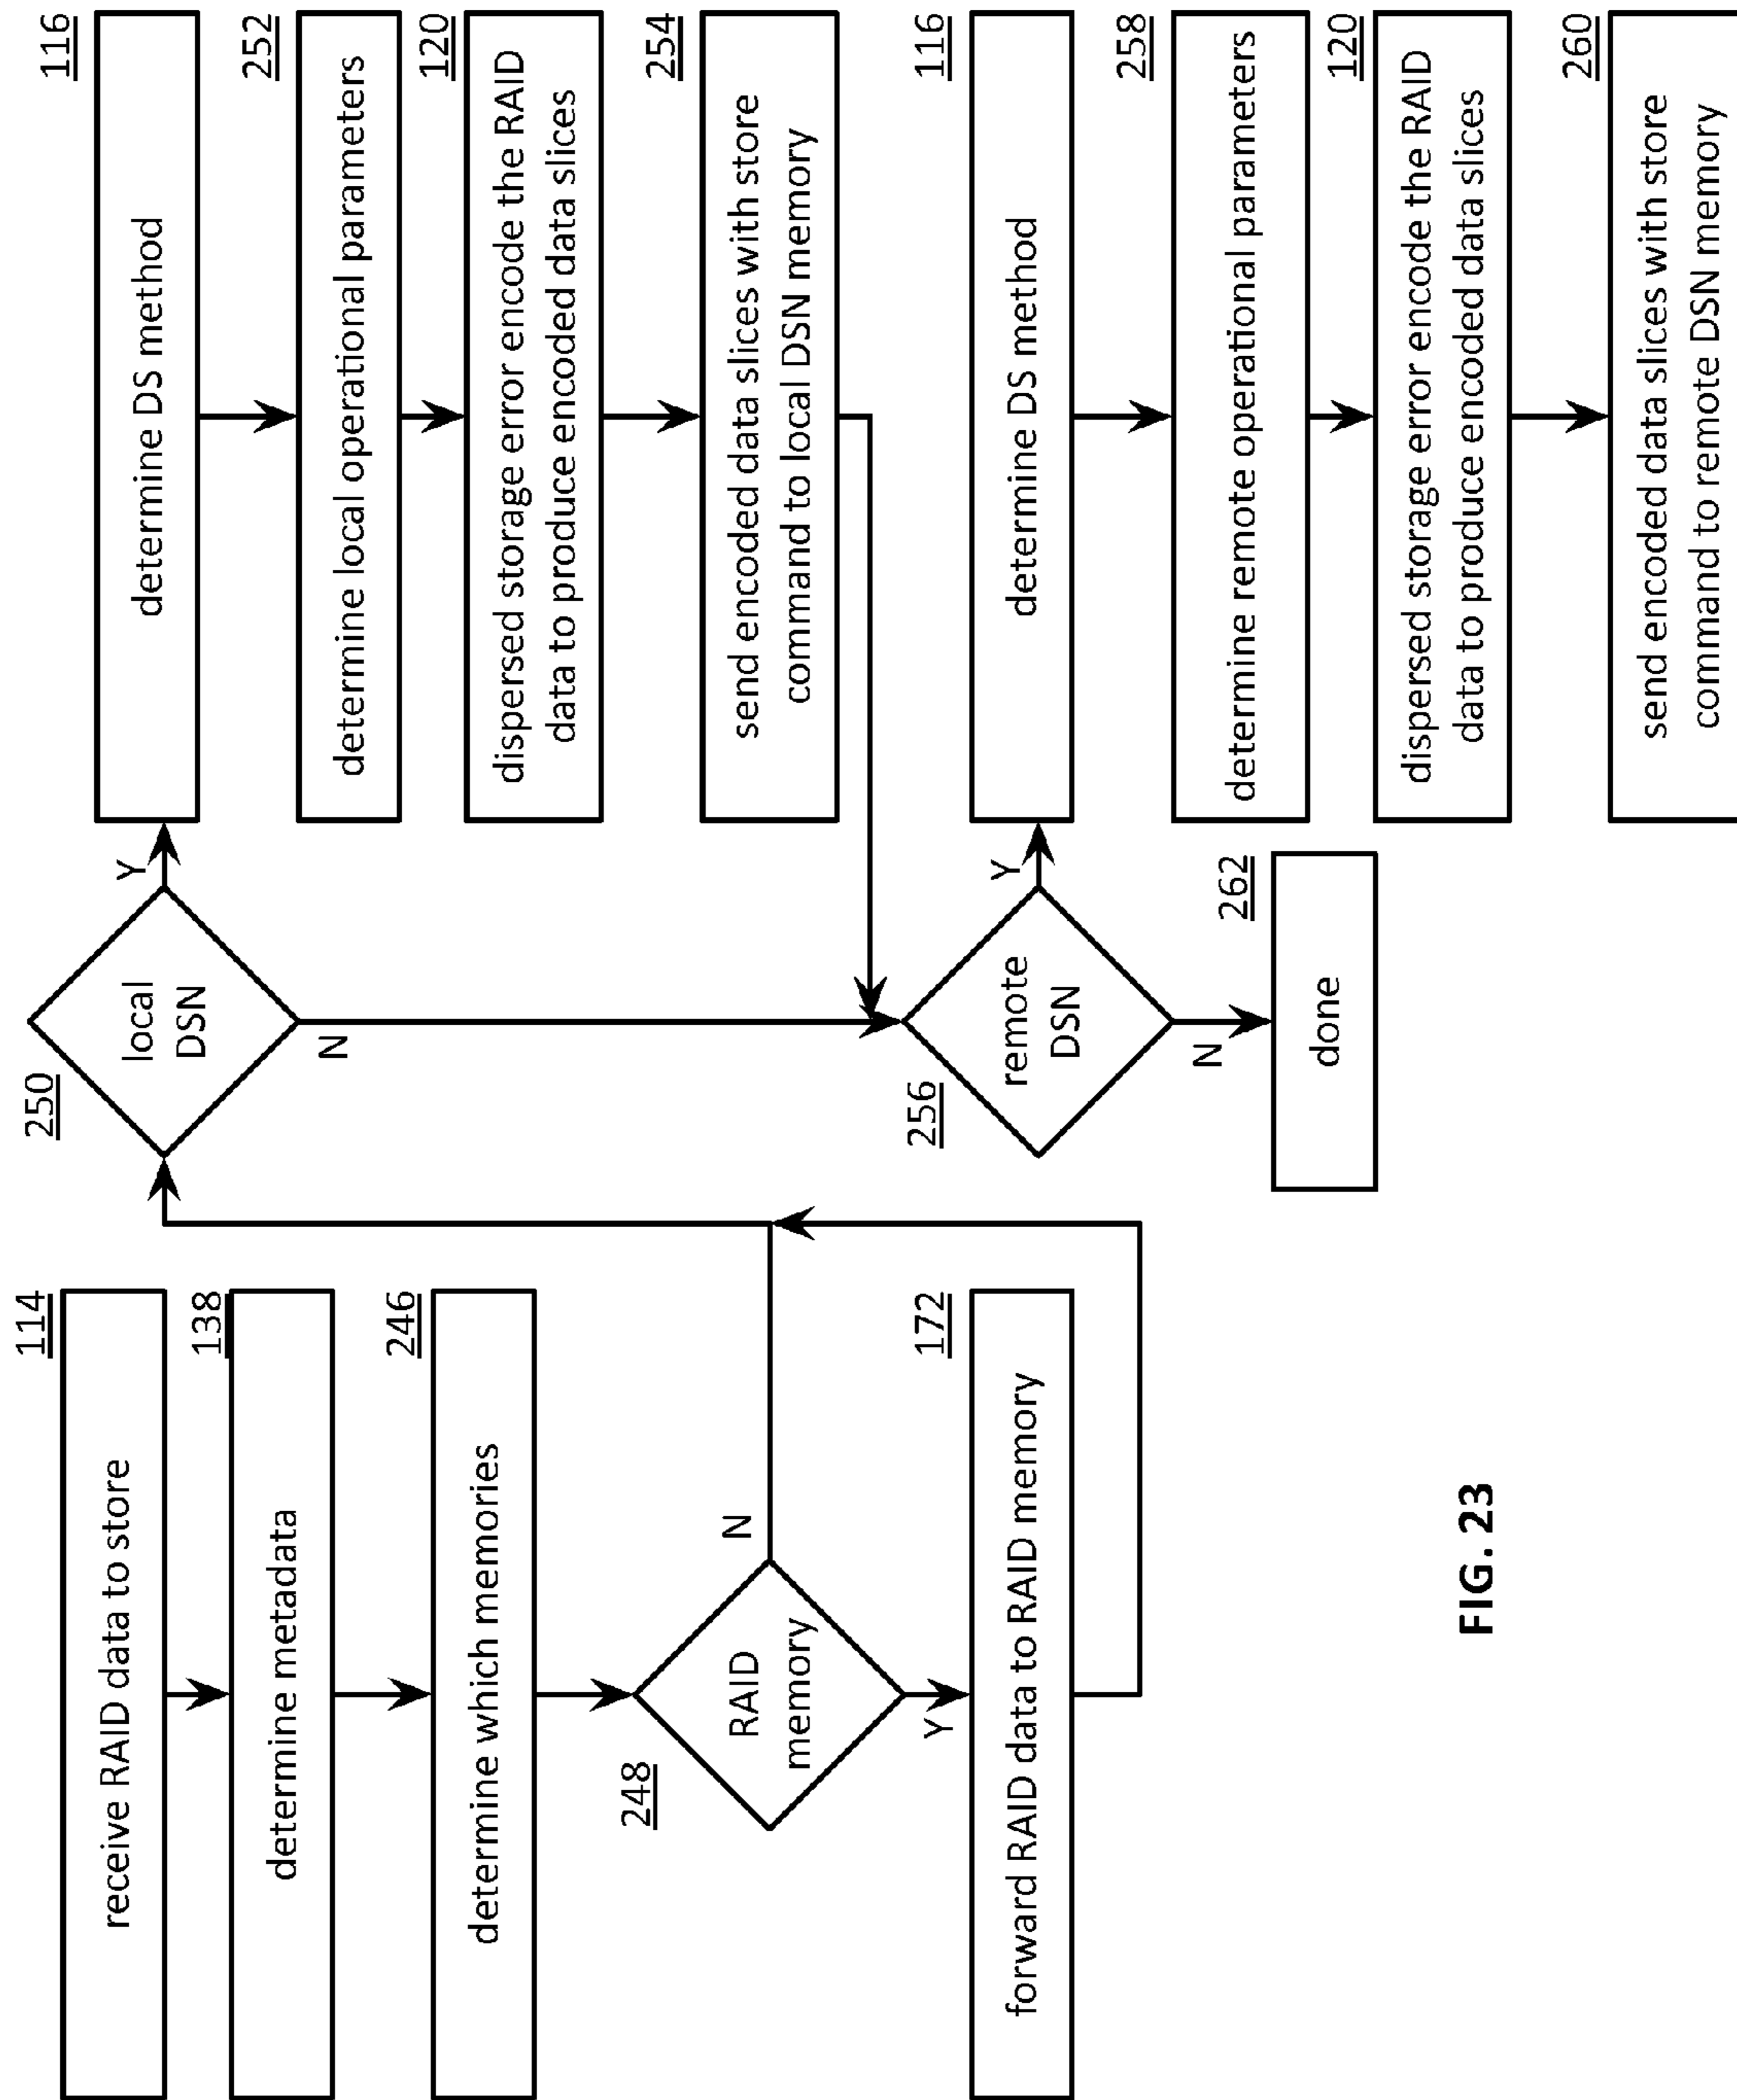 114
receive RAID data to store
138
determine metadata
246
determine which memories
248
RAID
memory
N
Y
172
forward RAID data to RAID memory
250
local
DSN
Y
N
116
determine DS method
252
determine local operational parameters
120
dispersed storage error encode the RAID
data to produce encoded data slices
254
send encoded data slices with store
command to local DSN memory
256
remote
DSN
Y
N
262
done
116
determine DS method
258
determine remote operational parameters
120
dispersed storage error encode the RAID
data to produce encoded data slices
260
send encoded data slices with store
command to remote DSN memory
FIG. 23